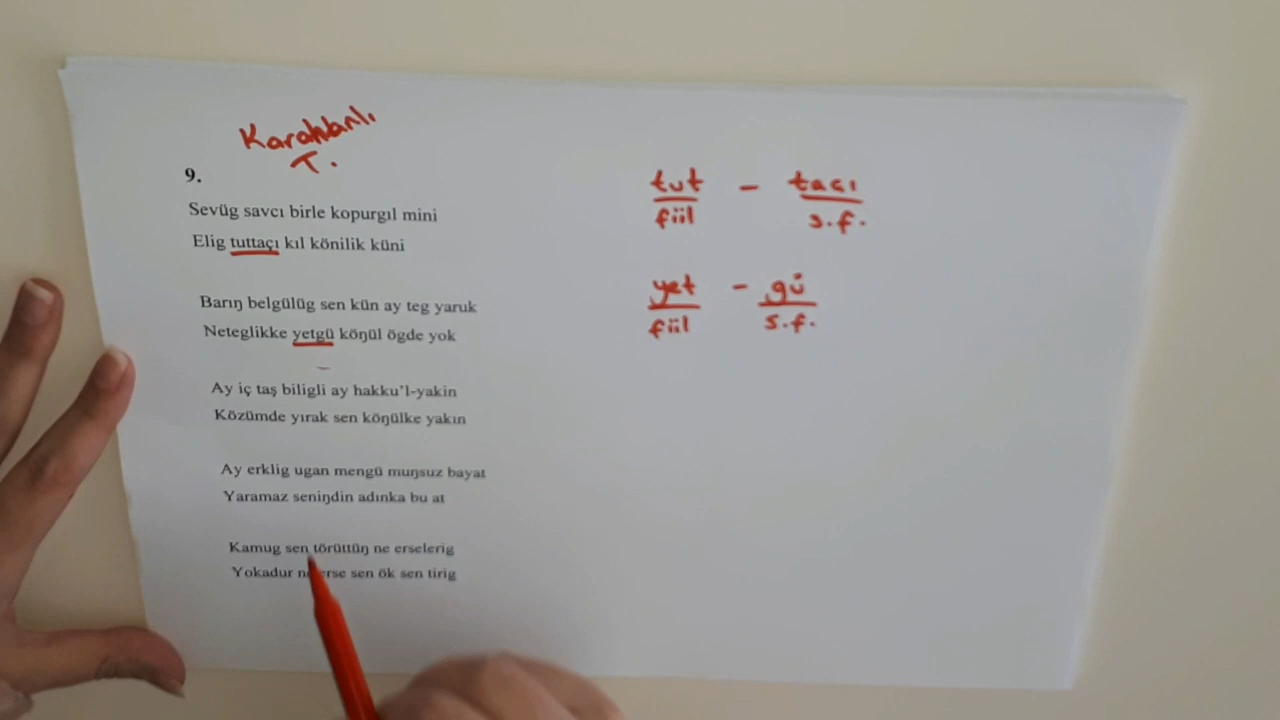 Karahanlı
T.
9.
Sevüg savcı birle kopurgıl mini
Elig tuttaçı kıl könilik küni
Barıŋ belgülüg sen kün ay teg yaruk
Neteglikke yetgü köŋül ögde yok
Ay iç taş biligli ay hakku'l-yakin
Közümde yırak sen köŋülke yakın
Ay erklig ugan mengü muŋsuz bayat
Yaramaz seniŋdin adınka bu at
Kamug sen törüttüŋ ne erselerig
Yokadur sen ök sen tirig
tut - taçı
fiil s.f.
yet - gü
fiil s.f.